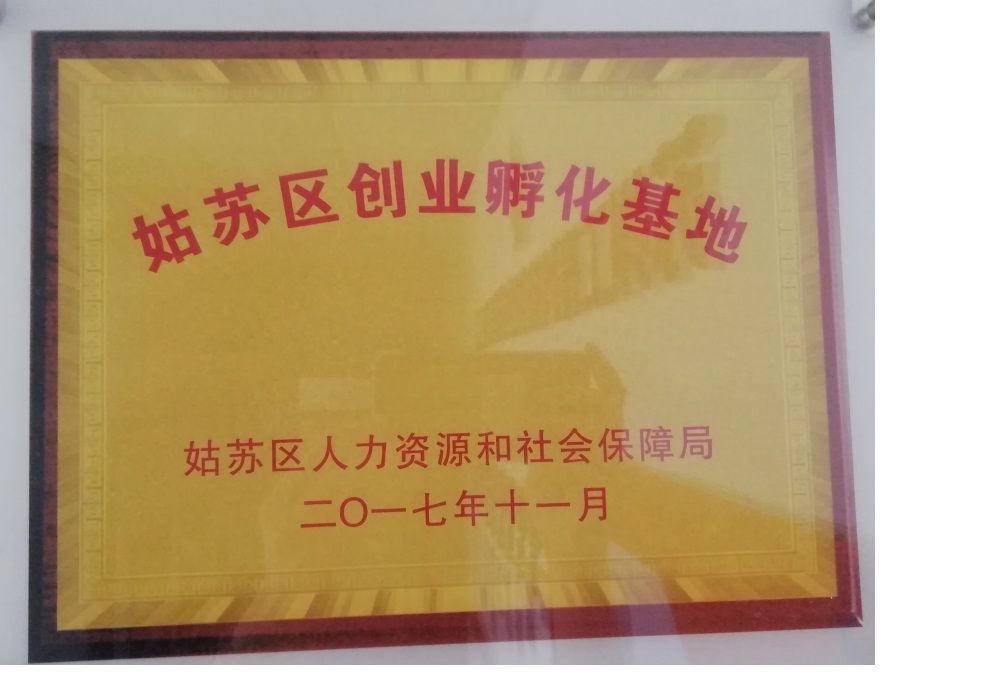 姑苏区创业孵化基地
姑苏区人力资源和社会保障局
二〇一七年十一月